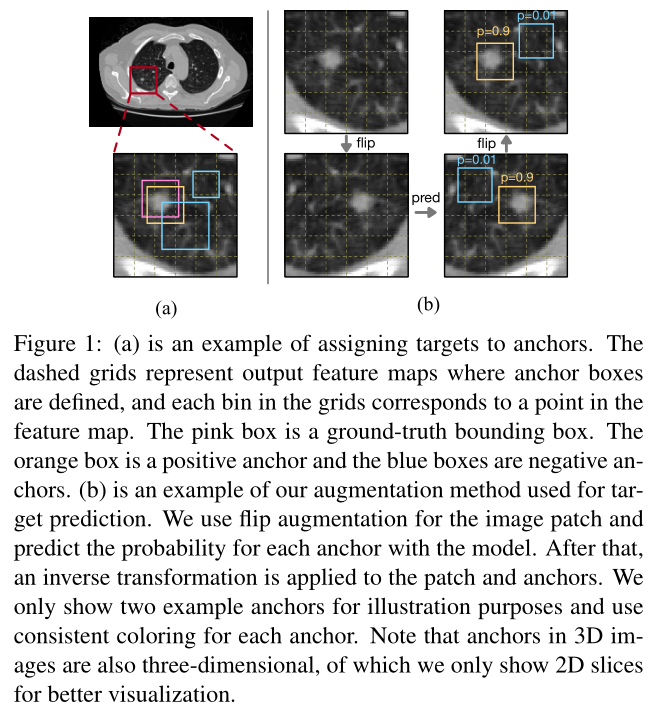 p=0.9
p=0.01
flip
flip
p=0.01
p=0.9
pred
(a)
(b)
Figure 1: (a) is an example of assigning targets to anchors. The
dashed grids represent output feature maps where anchor boxes
are defined, and each bin in the grids corresponds to a point in the
feature map. The pink box is a ground-truth bounding box. The
orange box is a positive anchor and the blue boxes are negative an-
chors. (b) is an example of our augmentation method used for tar-
get prediction. We use flip augmentation for the image patch and
predict the probability for each anchor with the model. After that,
an inverse transformation is applied to the patch and anchors. We
only show two example anchors for illustration purposes and use
consistent coloring for each anchor. Note that anchors in 3D im-
ages are also three-dimensional, of which we only show 2D slices
for better visualization.